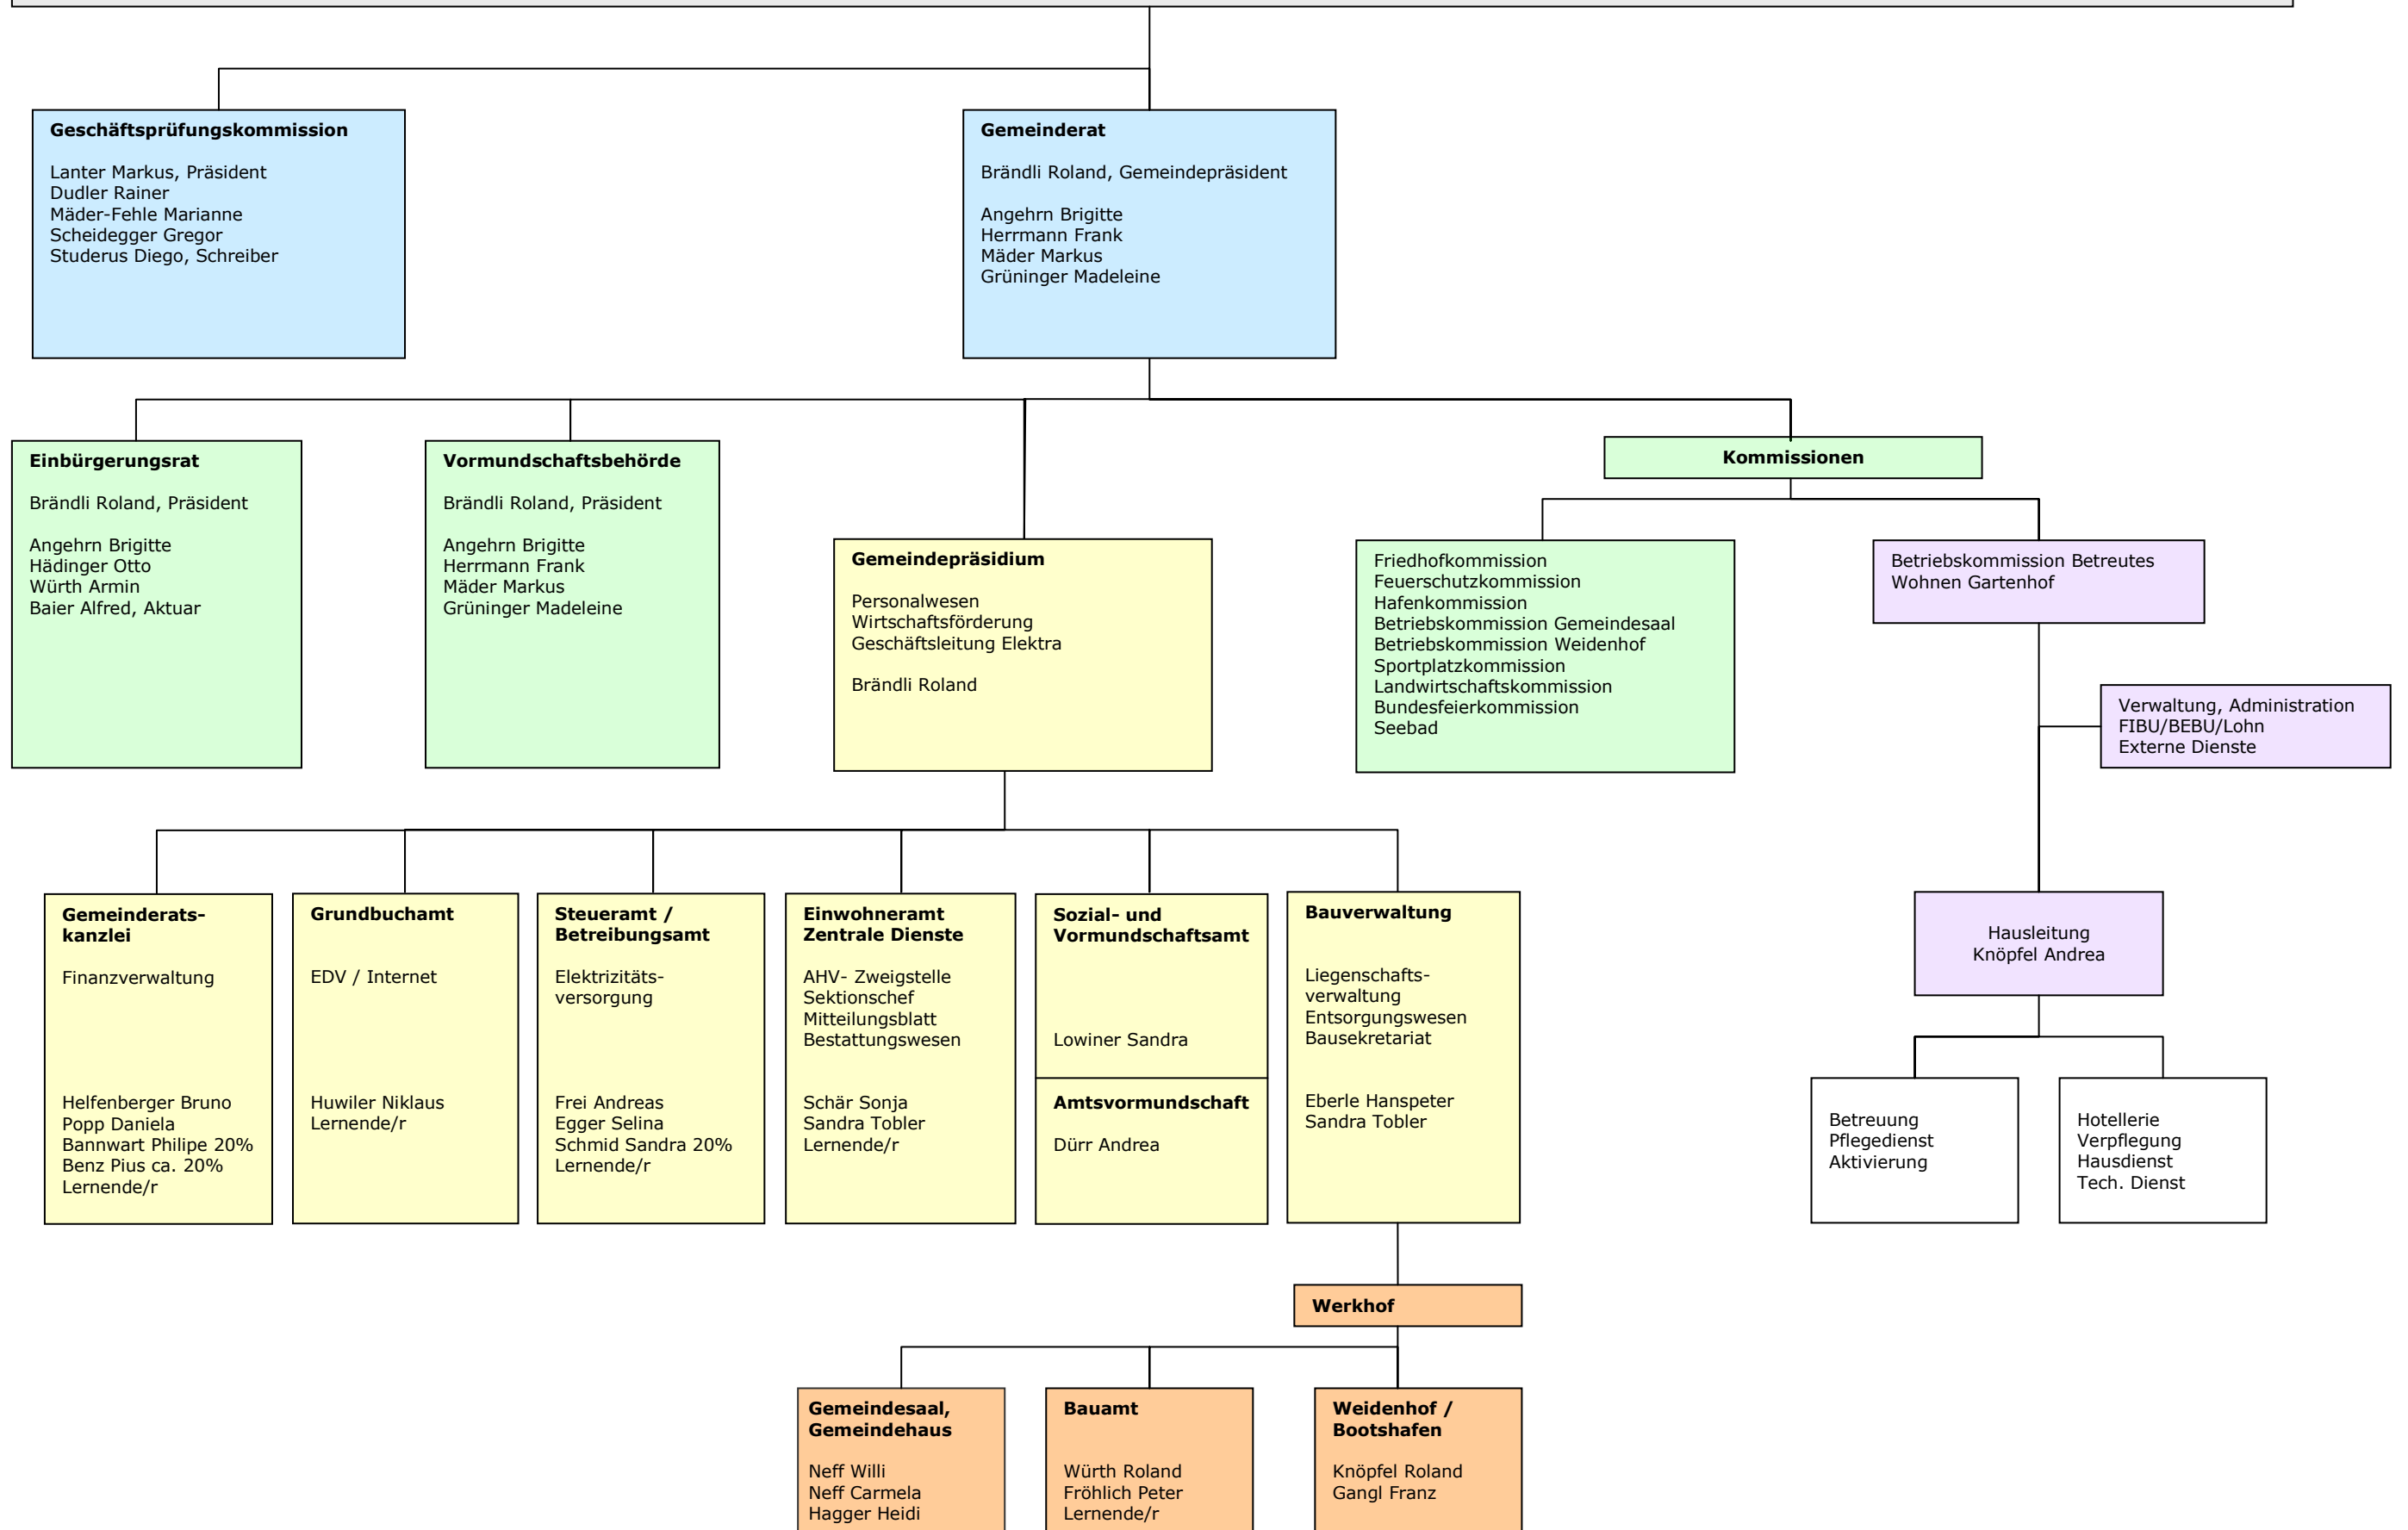 Geschäftsprüfungskommission
Lanter Markus, Präsident
Dudler Rainer
Mäder-Fehle Marianne
Scheidegger Gregor
Studerus Diego, Schreiber
Gemeinderat
Brändli Roland, Gemeindepräsident
Angehrn Brigitte
Herrmann Frank
Mäder Markus
Grüninger Madeleine
Einbürgerungsrat
Brändli Roland, Präsident
Angehrn Brigitte
Hädinger Otto
Würth Armin
Baier Alfred, Aktuar
Vormundschaftsbehörde
Brändli Roland, Präsident
Angehrn Brigitte
Herrmann Frank
Mäder Markus
Grüninger Madeleine
Gemeindepräsidium
Personalwesen
Wirtschaftsförderung
Geschäftsleitung Elektra
Brändli Roland
Kommissionen
Friedhofkommission
Feuerschutzkommission
Hafenkommission
Betriebskommission Gemeindesaal
Betriebskommission Weidenhof
Sportplatzkommission
Landwirtschaftskommission
Bundesfeierkommission
Seebad
Betriebskommission Betreutes
Wohnen Gartenhof
Verwaltung, Administration
FIBU/BEBU/Lohn
Externe Dienste
Gemeinderats-
kanzlei
Finanzverwaltung
Helfenberger Bruno
Popp Daniela
Bannwart Philipe 20%
Benz Pius ca. 20%
Lernende/r
Grundbuchamt
EDV / Internet
Huwiler Niklaus
Lernende/r
Steueramt /
Betreibungsamt
Elektrizitäts-
versorgung
Frei Andreas
Egger Selina
Schmid Sandra 20%
Lernende/r
Einwohneramt
Zentrale Dienste
AHV- Zweigstelle
Sektionschef
Mitteilungsblatt
Bestattungswesen
Schär Sonja
Sandra Tobler
Lernende/r
Sozial- und
Vormundschaftsamt
Lowiner Sandra
Amtsvormundschaft
Dürr Andrea
Bauverwaltung
Liegenschafts-
verwaltung
Entsorgungswesen
Bausekretariat
Eberle Hanspeter
Sandra Tobler
Hausleitung
Knöpfel Andrea
Betreuung
Pflegedienst
Aktivierung
Hotellerie
Verpflegung
Hausdienst
Tech. Dienst
Werkhof
Gemeindesaal,
Gemeindehaus
Neff Willi
Neff Carmela
Hagger Heidi
Bauamt
Würth Roland
Fröhlich Peter
Lernende/r
Weidenhof /
Bootshafen
Knöpfel Roland
Gangl Franz